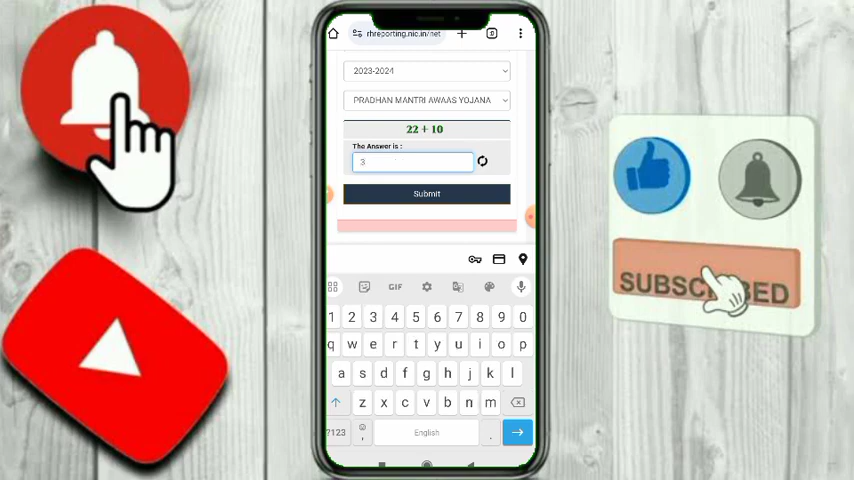 rhreporting.nic.in/net
2023-2024
PRADHAN MANTRI AWAAS YOJANA
22 + 10
The Answer is :
3
Submit
GIF
1 2 3 4 5 6 7 8 9 0
q w e r t y u i o p
a s d f g h j k l
z x c v b n m
?123 , English .
SUBSCRIBED